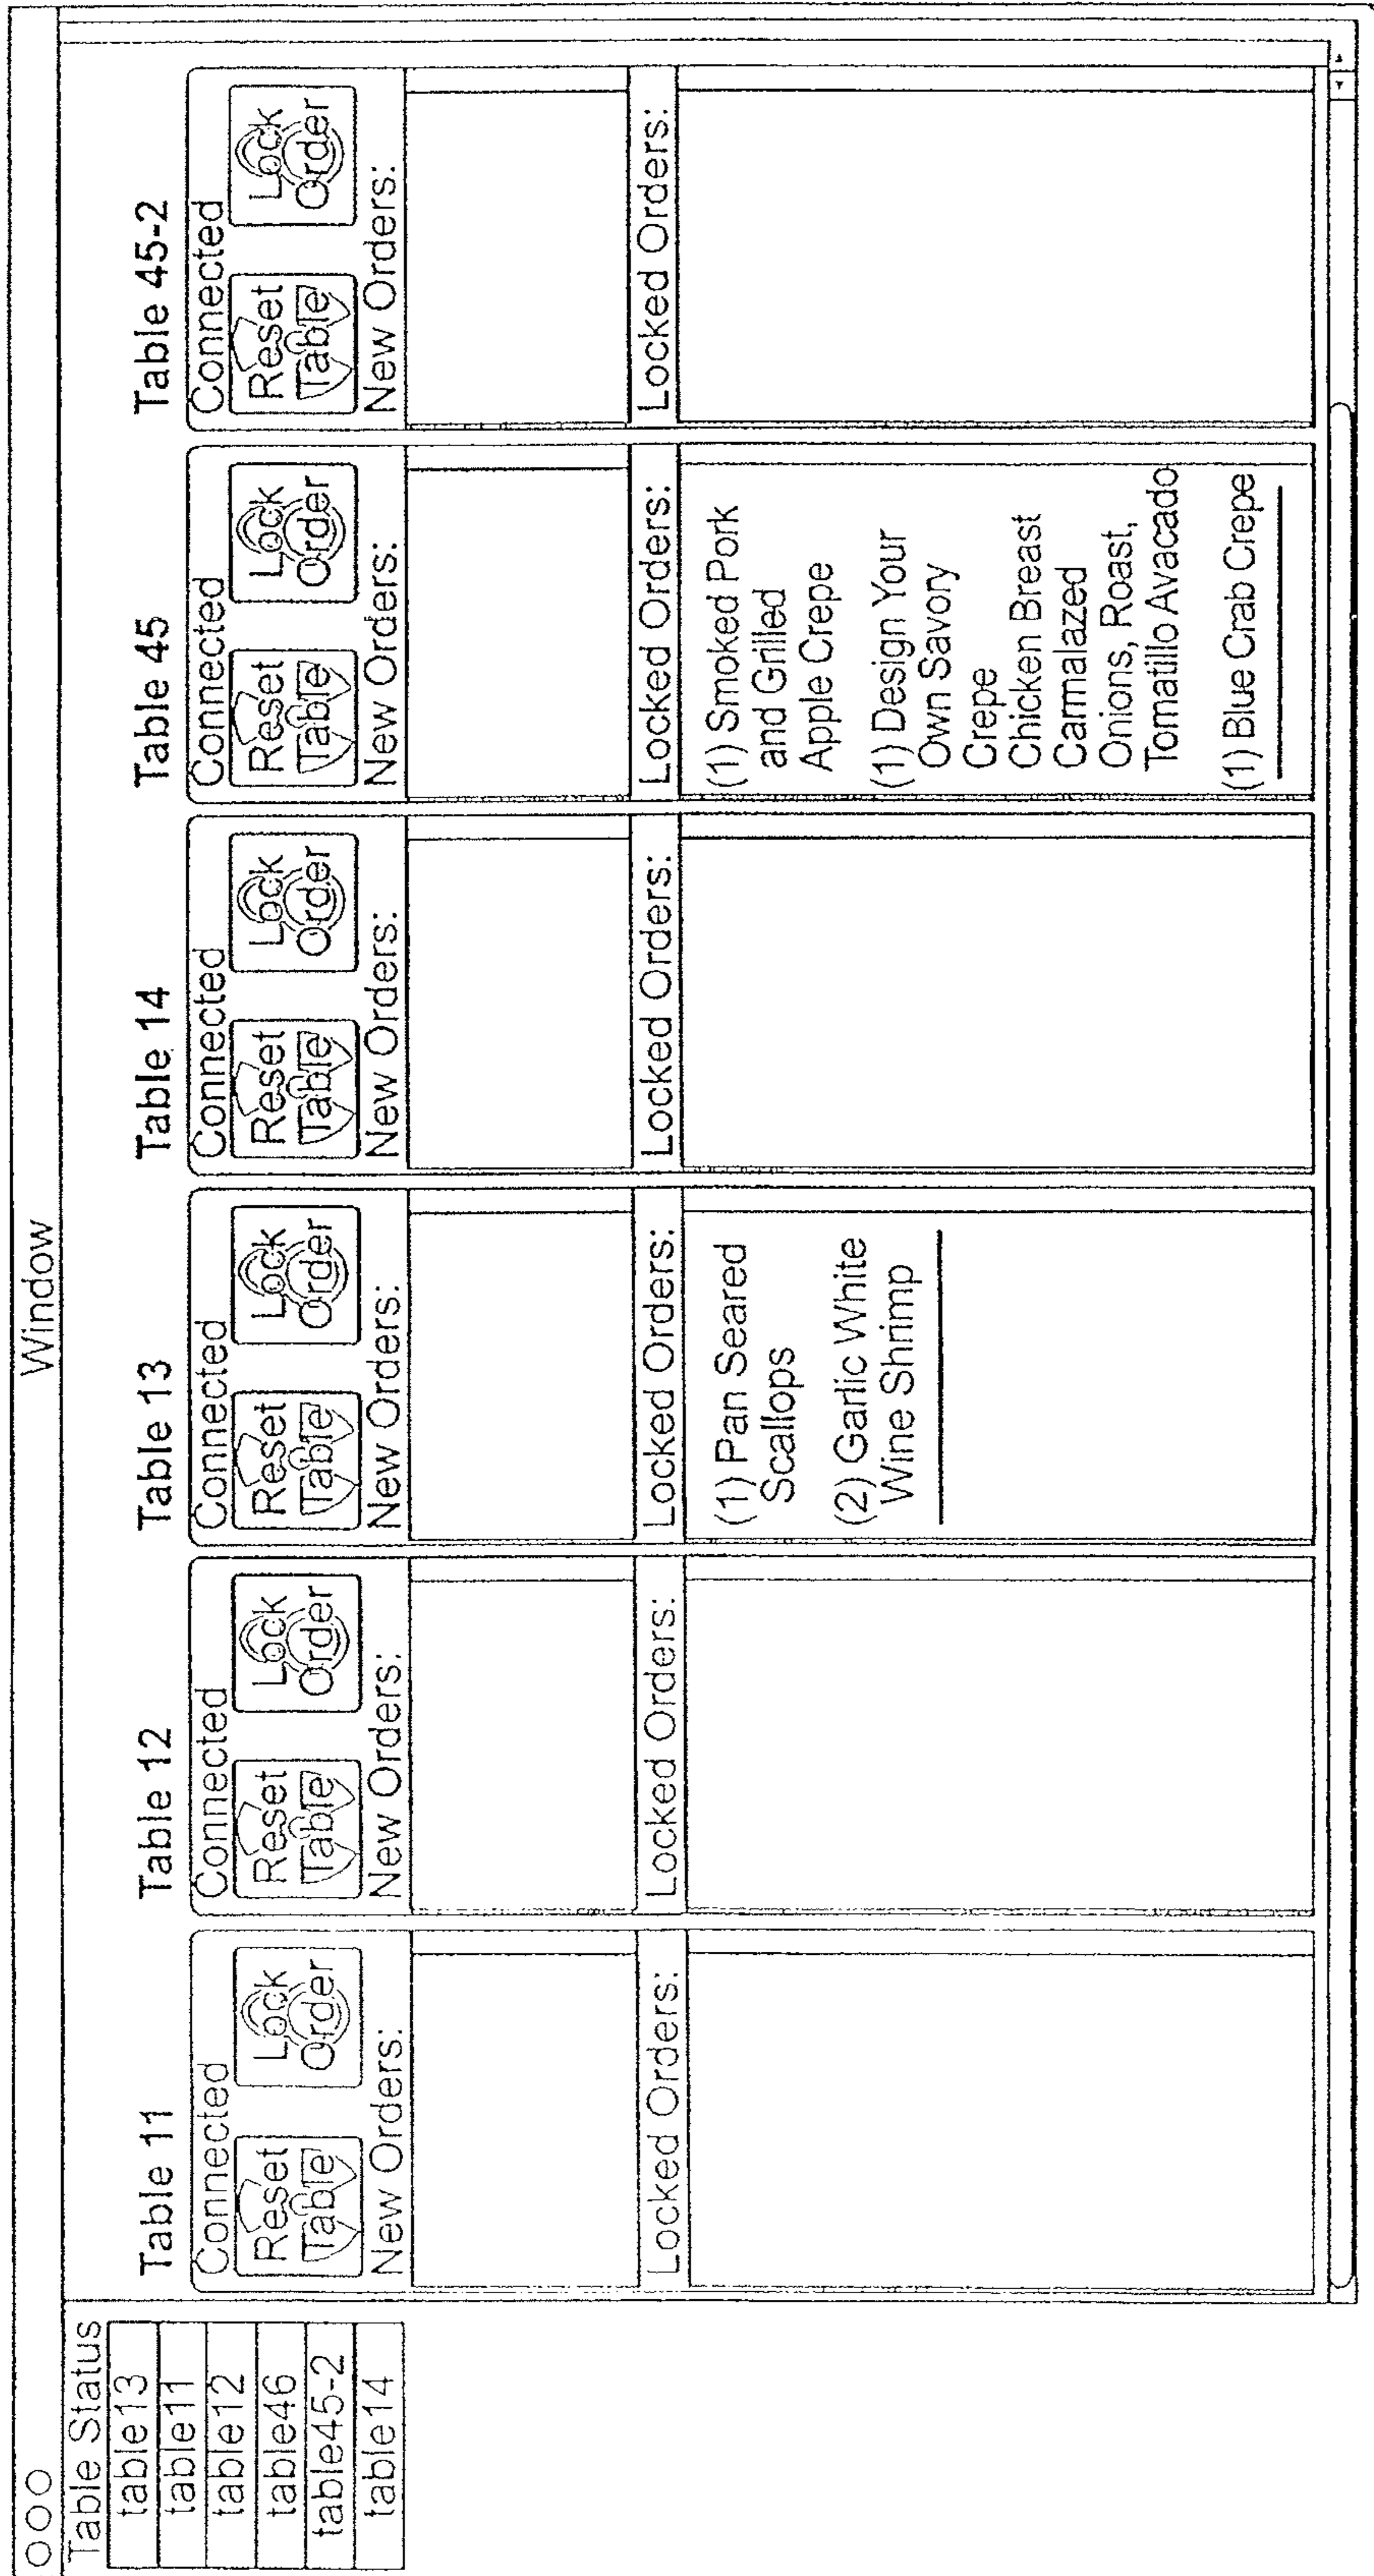 Window
Table Status
table13
table11
table12
table46
table45-2
table14
Table 11
Connected
Reset
Table
Lock
Order
New Orders:
Locked Orders:
Table 12
Connected
Reset
Table
Lock
Order
New Orders:
Locked Orders:
Table 13
Connected
Reset
Table
Lock
Order
New Orders:
Locked Orders:
(1) Pan Seared
Scallops
(2) Garlic White
Wine Shrimp
Table 14
Connected
Reset
Table
Lock
Order
New Orders:
Locked Orders:
Table 45
Connected
Reset
Table
Lock
Order
New Orders:
Locked Orders:
(1) Smoked Pork
and Grilled
Apple Crepe
(1) Design Your
Own Savory
Crepe
Chicken Breast
Carmalazed
Onions, Roast,
Tomatillo Avacado
(1) Blue Crab Crepe
Table 45-2
Connected
Reset
Table
Lock
Order
New Orders:
Locked Orders: